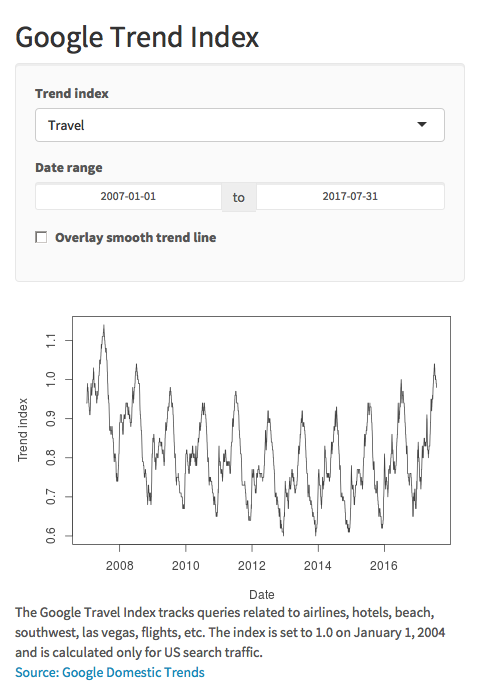 Google Trend Index
Trend index
Travel
Date range
2007-01-01 to 2017-07-31
Overlay smooth trend line
1.1
1.0
0.9
0.8
0.7
0.6
Trend index
2008 2010 2012 2014 2016
Date
The Google Travel Index tracks queries related to airlines, hotels, beach,
southwest, las vegas, flights, etc. The index is set to 1.0 on January 1, 2004
and is calculated only for US search traffic.
Source: Google Domestic Trends